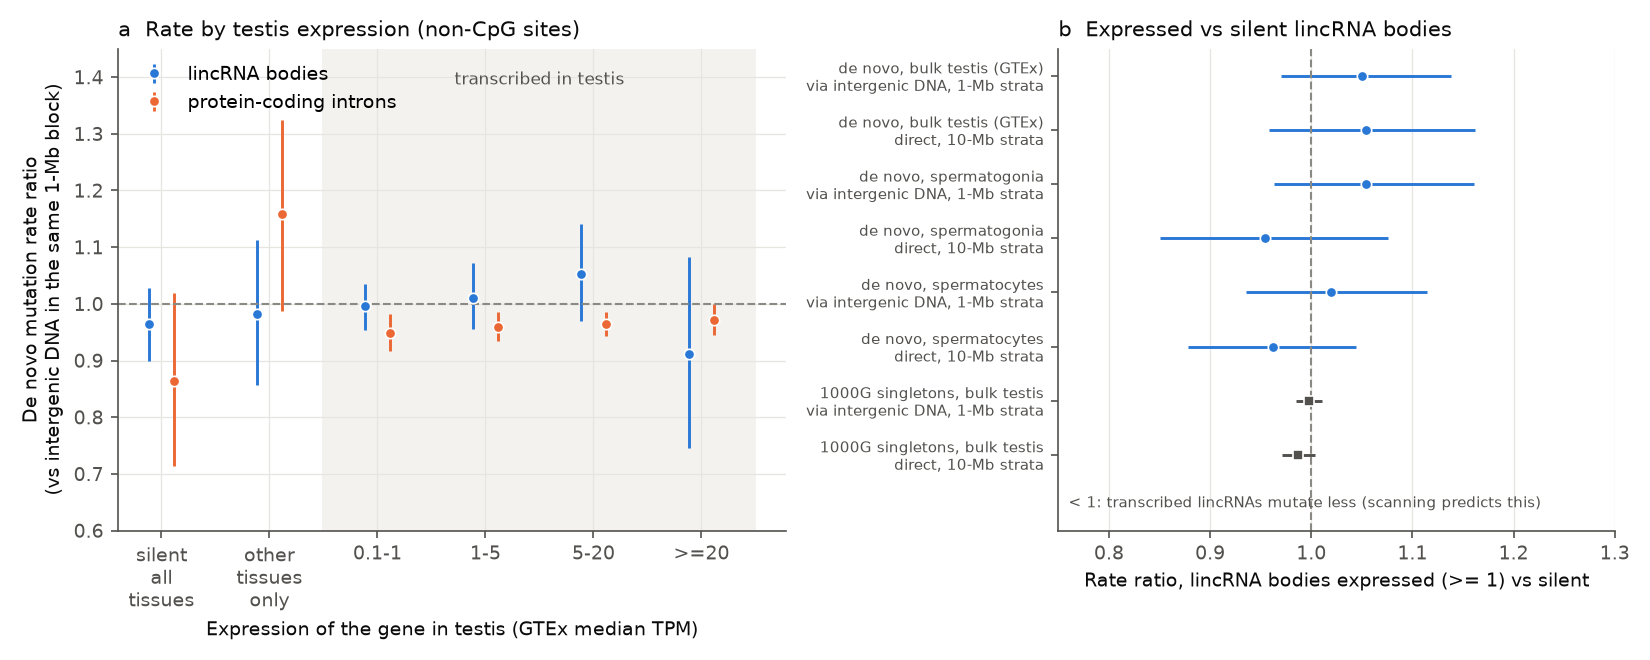 a Rate by testis expression (non-CpG sites)
lincRNA bodies
protein-coding introns
transcribed in testis
De novo mutation rate ratio
(vs intergenic DNA in the same 1-Mb block)
1.4
1.3
1.2
1.1
1.0
0.9
0.8
0.7
0.6
silent
all
tissues
other
tissues
only
0.1-1
1-5
5-20
>=20
Expression of the gene in testis (GTEx median TPM)
b Expressed vs silent lincRNA bodies
de novo, bulk testis (GTEx)
via intergenic DNA, 1-Mb strata
de novo, bulk testis (GTEx)
direct, 10-Mb strata
de novo, spermatogonia
via intergenic DNA, 1-Mb strata
de novo, spermatogonia
direct, 10-Mb strata
de novo, spermatocytes
via intergenic DNA, 1-Mb strata
de novo, spermatocytes
direct, 10-Mb strata
1000G singletons, bulk testis
via intergenic DNA, 1-Mb strata
1000G singletons, bulk testis
direct, 10-Mb strata
< 1: transcribed lincRNAs mutate less (scanning predicts this)
0.8
0.9
1.0
1.1
1.2
1.3
Rate ratio, lincRNA bodies expressed (>= 1) vs silent